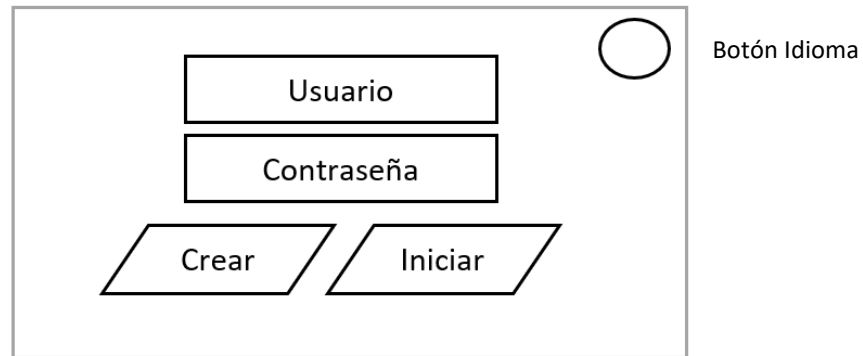 Botón Idioma
Usuario
Contraseña
Crear
Iniciar